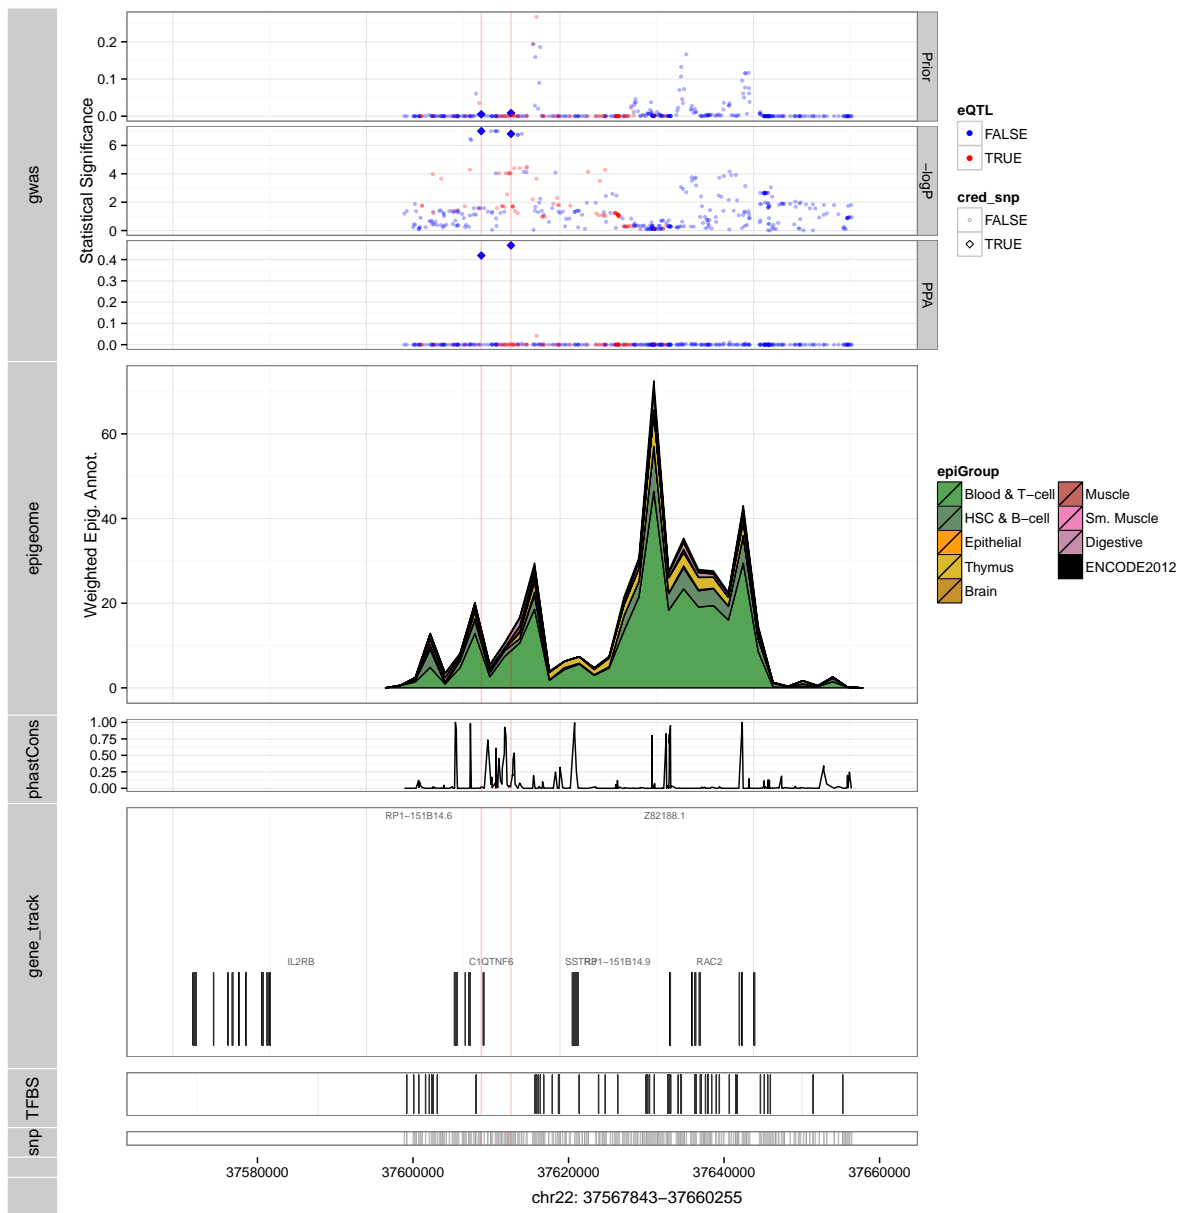 gwas
Statistical Significance
0.2
0.1
0.0
Prior
6
4
2
0
−logP
0.4
0.3
0.2
0.1
0.0
PPA
eQTL
FALSE
TRUE
cred_snp
FALSE
TRUE
epigeome
Weighted Epig. Annot.
60
40
20
0
epiGroup
Blood & T−cell
HSC & B−cell
Epithelial
Thymus
Brain
Muscle
Sm. Muscle
Digestive
ENCODE2012
phastCons
1.00
0.75
0.50
0.25
0.00
gene_track
RP1−151B14.6
Z82188.1
IL2RB
C1QTNF6
RP1−151B14.9
RAC2
TFBS
snp
37580000
37600000
37620000
37640000
37660000
chr22: 37567843−37660255